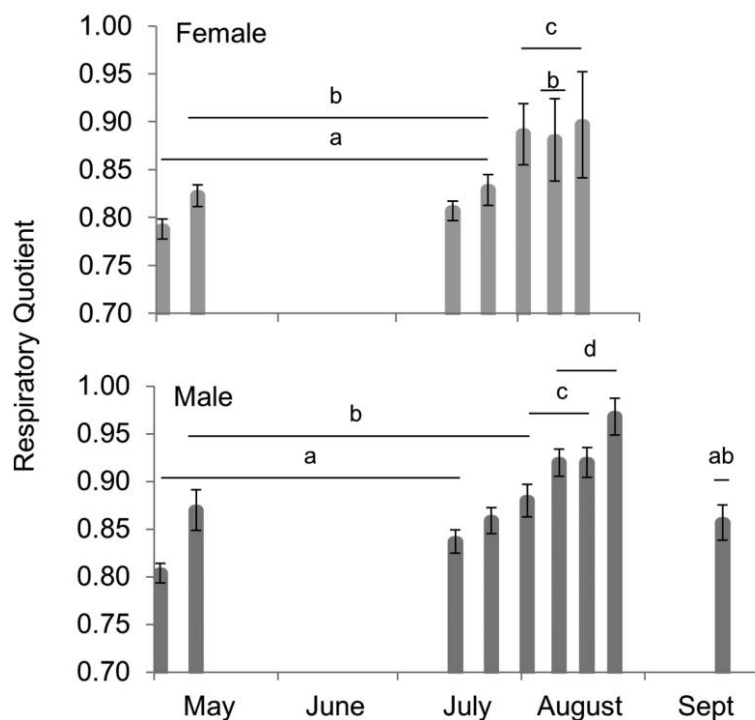 Respiratory Quotient
Female
1.00
0.95
0.90
0.85
0.80
0.75
0.70
c
b
b
a
Male
1.00
0.95
0.90
0.85
0.80
0.75
0.70
d
c
b
a
ab
May June July August Sept